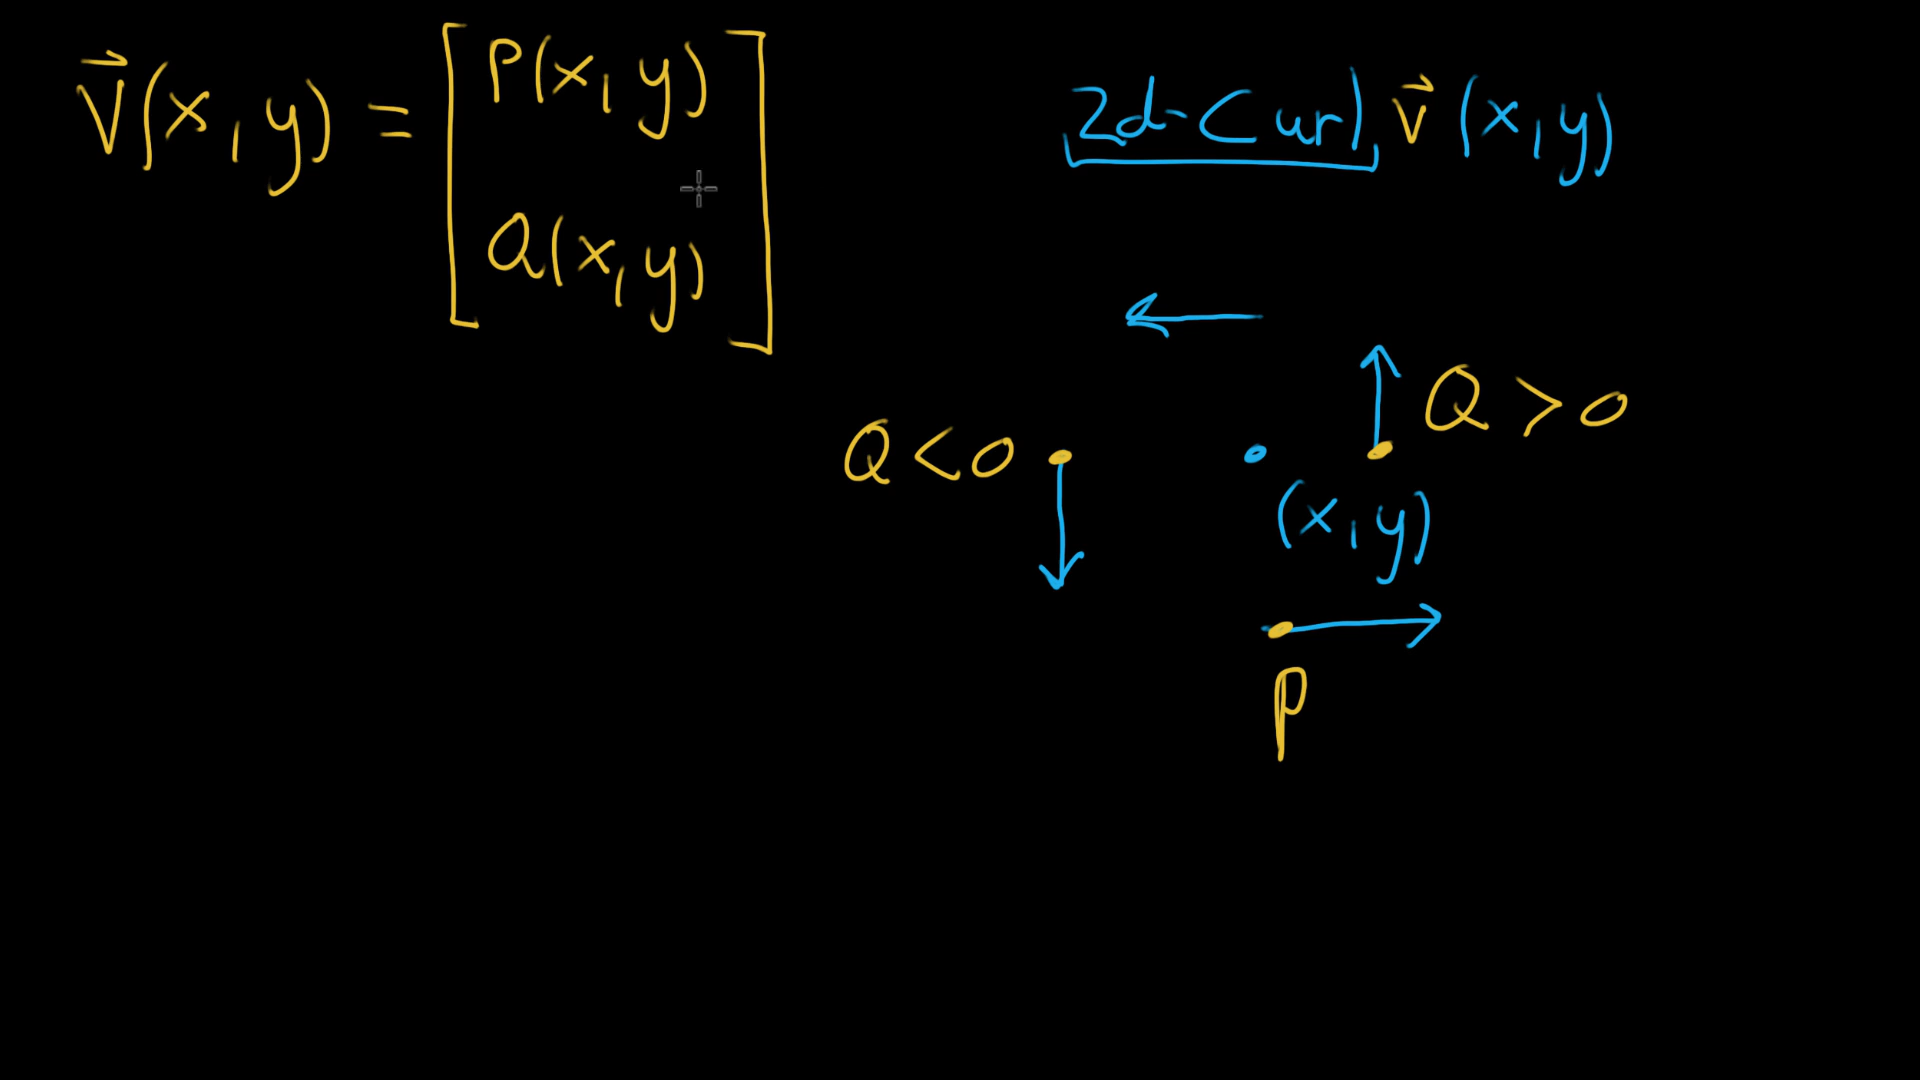 v⃗(x,y) = [P(x,y)
Q(x,y)]
2d-Curl v⃗(x,y)
Q > 0
Q < 0
(x,y)
P